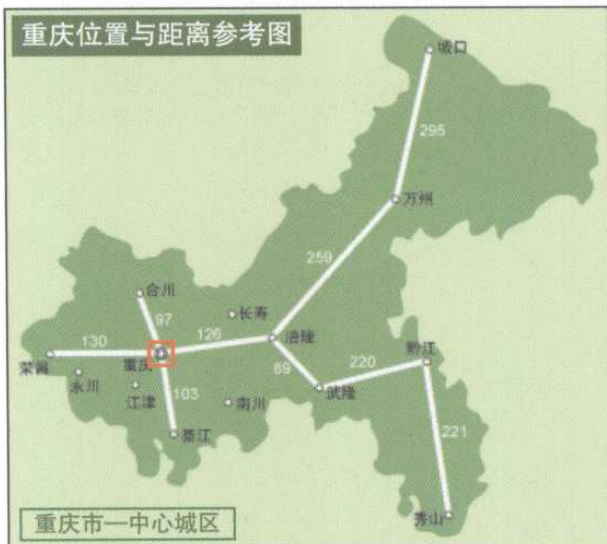 重庆位置与距离参考图
城口
295
万州
259
合川
长寿
97
126
涪陵
130
荣昌
重庆
89
220
黔江
永川
江津
103
南川
武隆
221
綦江
秀山
重庆市—中心城区